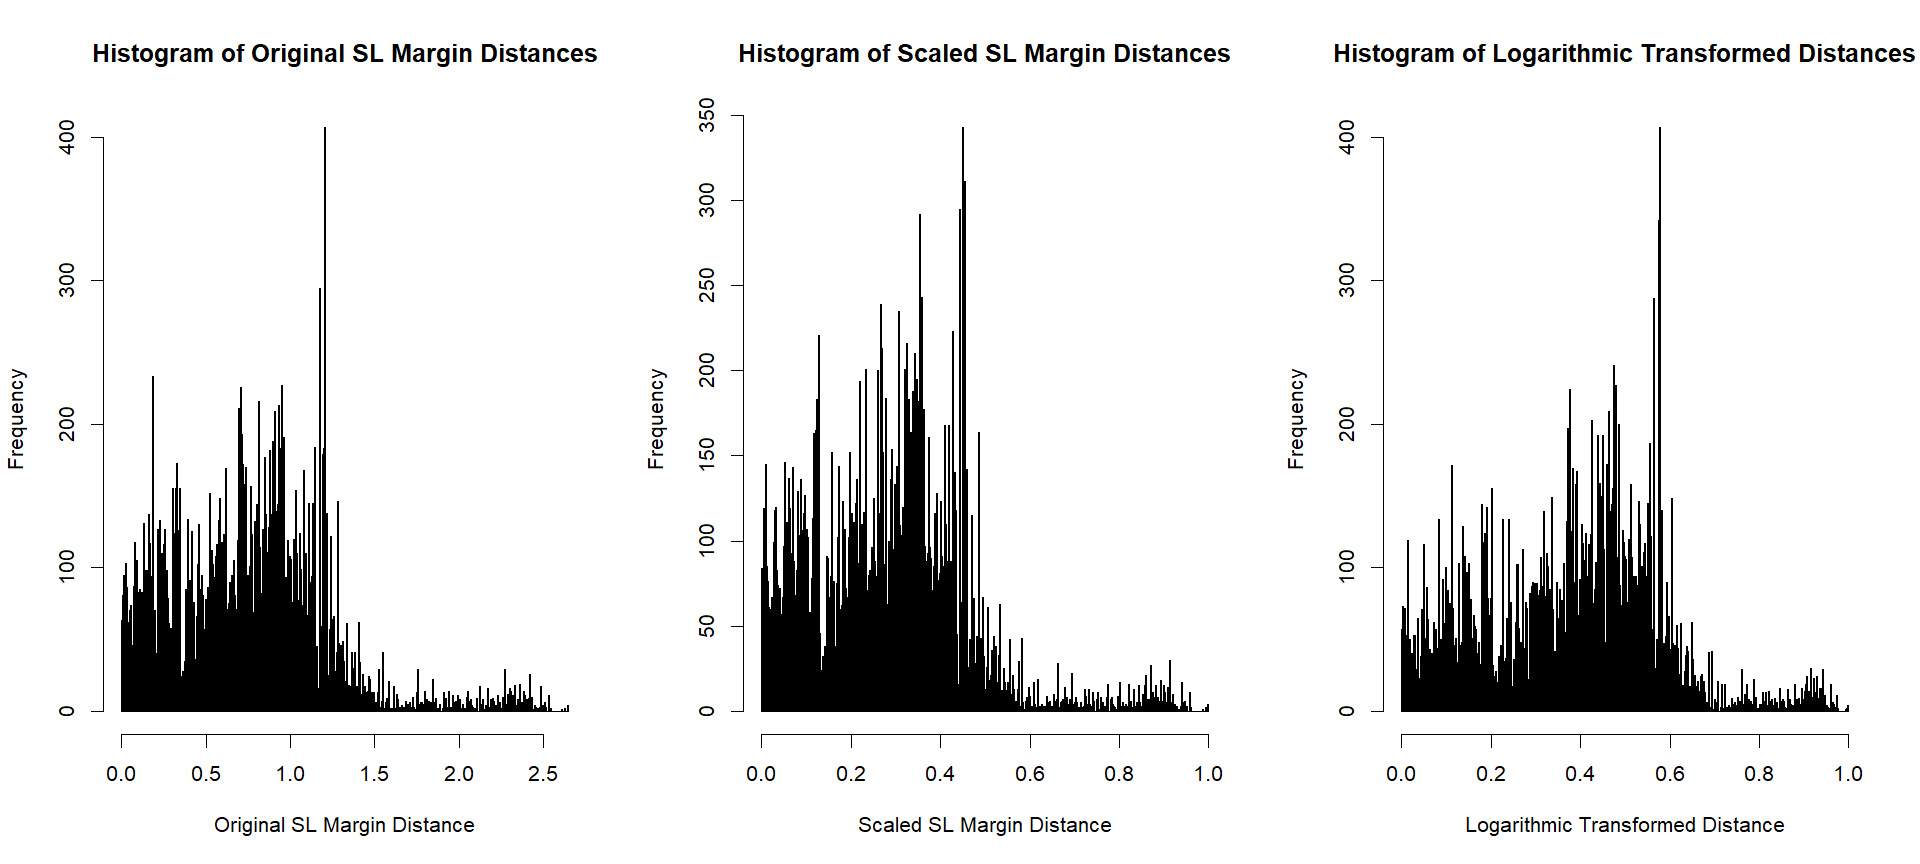 Histogram of Original SL Margin Distances
Frequency
0
100
200
300
400
0.0 0.5 1.0 1.5 2.0 2.5
Original SL Margin Distance
Histogram of Scaled SL Margin Distances
Frequency
0
50
100
150
200
250
300
350
0.0 0.2 0.4 0.6 0.8 1.0
Scaled SL Margin Distance
Histogram of Logarithmic Transformed Distances
Frequency
0
100
200
300
400
0.0 0.2 0.4 0.6 0.8 1.0
Logarithmic Transformed Distance